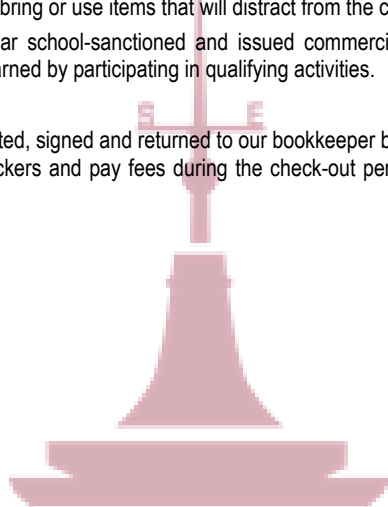 bring or use items that will distract from the c
ar school-sanctioned and issued commerci
arned by participating in qualifying activities.
S E
ted, signed and returned to our bookkeeper b
ckers and pay fees during the check-out per